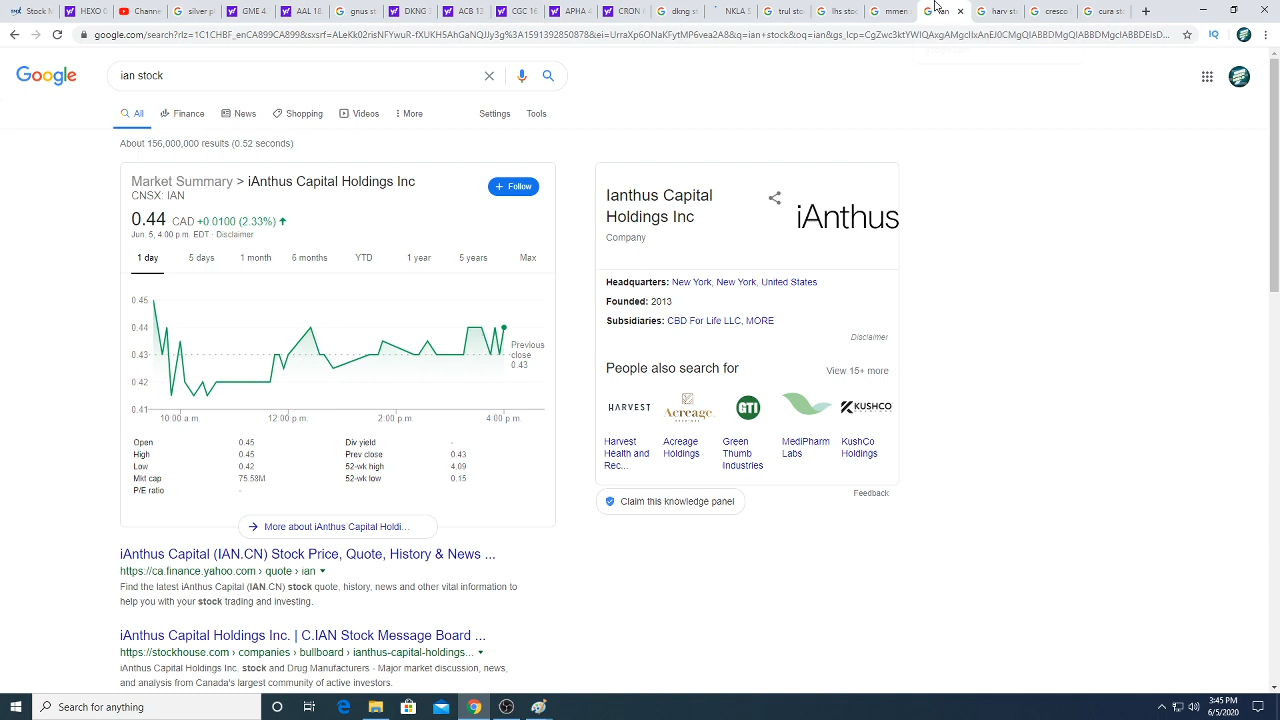 Stock M
HEXO 0
Channe
silver p
GME 4
AAL 18
gnus st
DKNG 3
ACB 13
CGC 16
APHA 4
CRON 6
dkng st
NKLA S
trul sto
lhs stoc
mmen
ian
harv st
cresco
cura st
google.com/search?rlz=1C1CHBF_enCA899CA899&sxsrf=ALeKk02risNFYwuR-fXUKH5AhGaNQJJy3g%3A1591392850878&ei=UrraXp6ONaKFytMP6vea2A8&q=ian+stock&oq=ian&gs_lcp=CgZwc3ktYWIQAxgAMgcIIxAnEJ0CMgQIABBDMgQIABBDMgcIABBDEIsD...
Google
ian stock
All
Finance
News
Shopping
Videos
More
Settings
Tools
About 156,000,000 results (0.52 seconds)
Market Summary > iAnthus Capital Holdings Inc
CNSX: IAN
+ Follow
0.44 CAD +0.0100 (2.33%)
Jun. 5, 4:00 p.m. EDT · Disclaimer
1 day
5 days
1 month
6 months
YTD
1 year
5 years
Max
0.45
0.44
0.43
0.42
0.41
Previous
close
0.43
10:00 a.m.
12:00 p.m.
2:00 p.m.
4:00 p.m.
Open 0.45 Div yield -
High 0.45 Prev close 0.43
Low 0.42 52-wk high 4.09
Mkt cap 75.58M 52-wk low 0.15
P/E ratio -
More about iAnthus Capital Holdi...
iAnthus Capital (IAN.CN) Stock Price, Quote, History & News ...
https://ca.finance.yahoo.com › quote › ian
Find the latest iAnthus Capital (IAN.CN) stock quote, history, news and other vital information to
help you with your stock trading and investing.
iAnthus Capital Holdings Inc. | C.IAN Stock Message Board ...
https://stockhouse.com › companies › bullboard › ianthus-capital-holdings...
iAnthus Capital Holdings Inc. stock and Drug Manufacturers - Major market discussion, news,
and analysis from Canada's largest community of active investors.
Ianthus Capital
Holdings Inc
Company
iAnthus
Headquarters: New York, New York, United States
Founded: 2013
Subsidiaries: CBD For Life LLC, MORE
Disclaimer
People also search for
View 15+ more
HARVEST
Acreage
GTI
KUSHCO
Harvest
Health and
Rec...
Acreage
Holdings
Green
Thumb
Industries
MediPharm
Labs
KushCo
Holdings
Feedback
Claim this knowledge panel
Search for anything
3:45 PM
6/5/2020